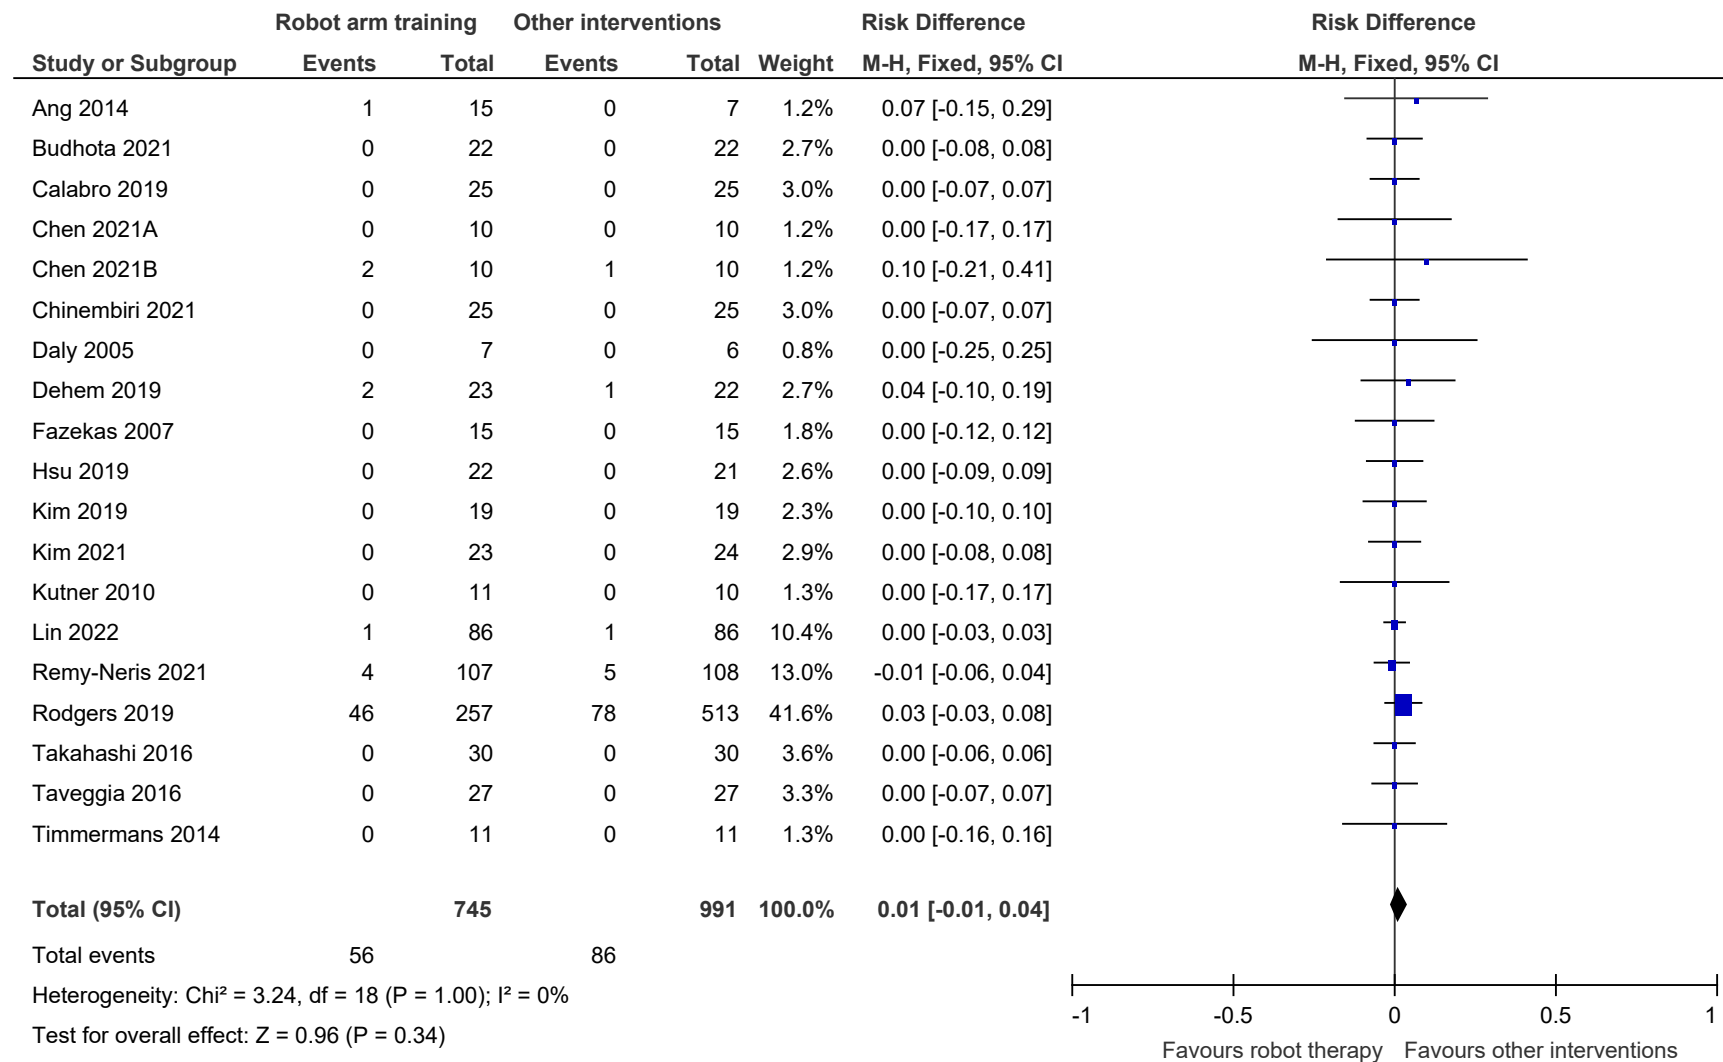 Robot arm training Other interventions Risk Difference Risk Difference
Study or Subgroup Events Total Events Total Weight M-H, Fixed, 95% CI M-H, Fixed, 95% CI
Ang 2014 1 15 0 7 1.2% 0.07 [-0.15, 0.29]
Budhota 2021 0 22 0 22 2.7% 0.00 [-0.08, 0.08]
Calabro 2019 0 25 0 25 3.0% 0.00 [-0.07, 0.07]
Chen 2021A 0 10 0 10 1.2% 0.00 [-0.17, 0.17]
Chen 2021B 2 10 1 10 1.2% 0.10 [-0.21, 0.41]
Chinembiri 2021 0 25 0 25 3.0% 0.00 [-0.07, 0.07]
Daly 2005 0 7 0 6 0.8% 0.00 [-0.25, 0.25]
Dehem 2019 2 23 1 22 2.7% 0.04 [-0.10, 0.19]
Fazekas 2007 0 15 0 15 1.8% 0.00 [-0.12, 0.12]
Hsu 2019 0 22 0 21 2.6% 0.00 [-0.09, 0.09]
Kim 2019 0 19 0 19 2.3% 0.00 [-0.10, 0.10]
Kim 2021 0 23 0 24 2.9% 0.00 [-0.08, 0.08]
Kutner 2010 0 11 0 10 1.3% 0.00 [-0.17, 0.17]
Lin 2022 1 86 1 86 10.4% 0.00 [-0.03, 0.03]
Remy-Neris 2021 4 107 5 108 13.0% -0.01 [-0.06, 0.04]
Rodgers 2019 46 257 78 513 41.6% 0.03 [-0.03, 0.08]
Takahashi 2016 0 30 0 30 3.6% 0.00 [-0.06, 0.06]
Taveggia 2016 0 27 0 27 3.3% 0.00 [-0.07, 0.07]
Timmermans 2014 0 11 0 11 1.3% 0.00 [-0.16, 0.16]
Total (95% CI) 745 991 100.0% 0.01 [-0.01, 0.04]
Total events 56 86
Heterogeneity: Chi² = 3.24, df = 18 (P = 1.00); I² = 0%
Test for overall effect: Z = 0.96 (P = 0.34)
-1 -0.5 0 0.5 1
Favours robot therapy Favours other interventions